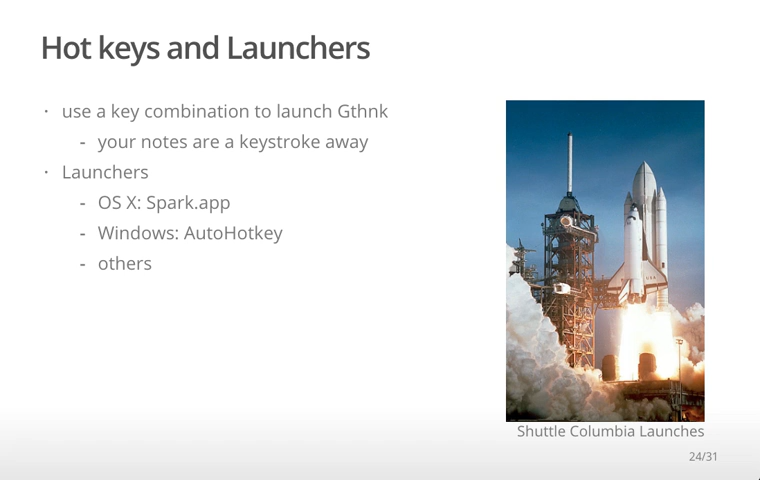 Hot keys and Launchers
· use a key combination to launch Gthnk
- your notes are a keystroke away
· Launchers
- OS X: Spark.app
- Windows: AutoHotkey
- others
USA
Shuttle Columbia Launches
24/31